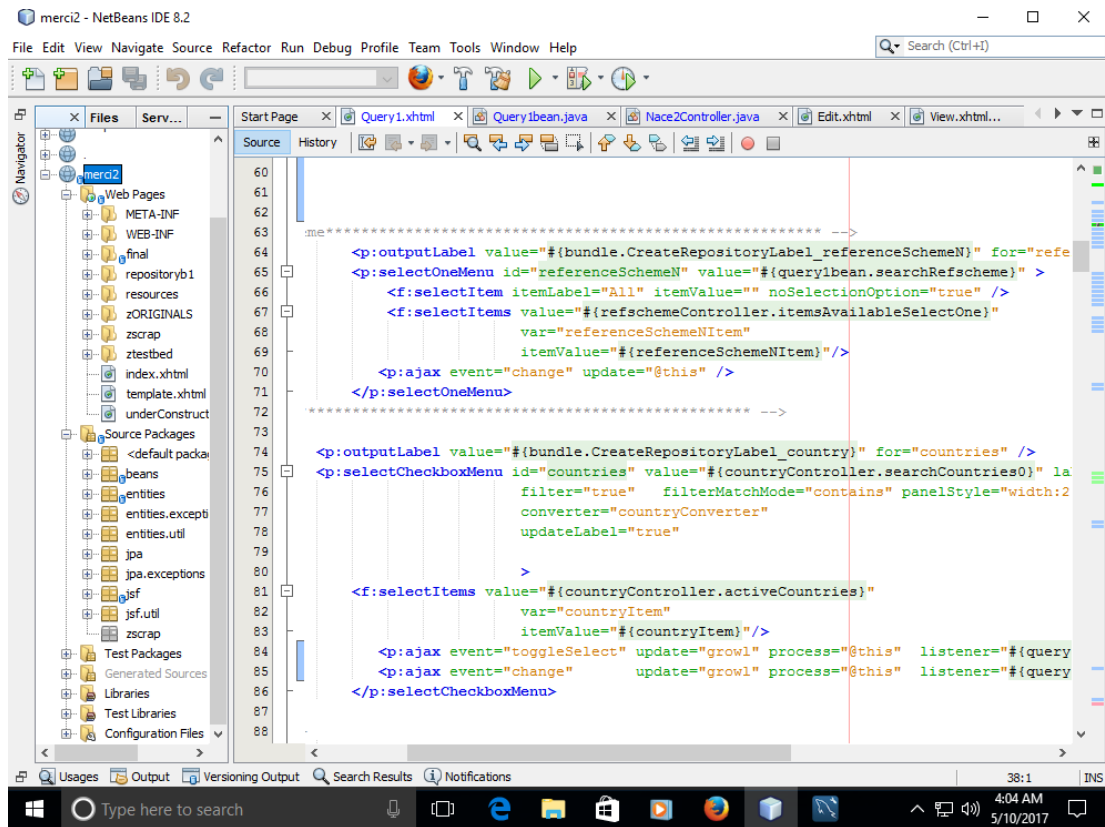 merci2 - NetBeans IDE 8.2
File Edit View Navigate Source Refactor Run Debug Profile Team Tools Window Help
Search (Ctrl+I)
Files Serv...
Start Page Query1.xhtml Query1bean.java Nace2Controller.java Edit.xhtml View.xhtml...
Navigator
Source History
.
merci2
Web Pages
META-INF
WEB-INF
final
repositoryb1
resources
zORIGINALS
zscrap
ztestbed
index.xhtml
template.xhtml
underConstruct
Source Packages
<default packa
beans
entities
entities.excepti
entities.util
jpa
jpa.exceptions
jsf
jsf.util
zscrap
Test Packages
Generated Sources
Libraries
Test Libraries
Configuration Files
60
61
62
63 :me******************************************************** -->
64 <p:outputLabel value="#{bundle.CreateRepositoryLabel_referenceSchemeN}" for="refe
65 <p:selectOneMenu id="referenceSchemeN" value="#{query1bean.searchRefscheme}" >
66 <f:selectItem itemLabel="All" itemValue="" noSelectionOption="true" />
67 <f:selectItems value="#{refschemeController.itemsAvailableSelectOne}"
68 var="referenceSchemeNItem"
69 itemValue="#{referenceSchemeNItem}"/>
70 <p:ajax event="change" update="@this" />
71 </p:selectOneMenu>
72 ************************************************** -->
73
74 <p:outputLabel value="#{bundle.CreateRepositoryLabel_country}" for="countries" />
75 <p:selectCheckboxMenu id="countries" value="#{countryController.searchCountries0}" la
76 filter="true" filterMatchMode="contains" panelStyle="width:2
77 converter="countryConverter"
78 updateLabel="true"
79
80 >
81 <f:selectItems value="#{countryController.activeCountries}"
82 var="countryItem"
83 itemValue="#{countryItem}"/>
84 <p:ajax event="toggleSelect" update="growl" process="@this" listener="#{query
85 <p:ajax event="change" update="growl" process="@this" listener="#{query
86 </p:selectCheckboxMenu>
87
88
Usages Output Versioning Output Search Results Notifications
38:1 INS
Type here to search
4:04 AM
5/10/2017